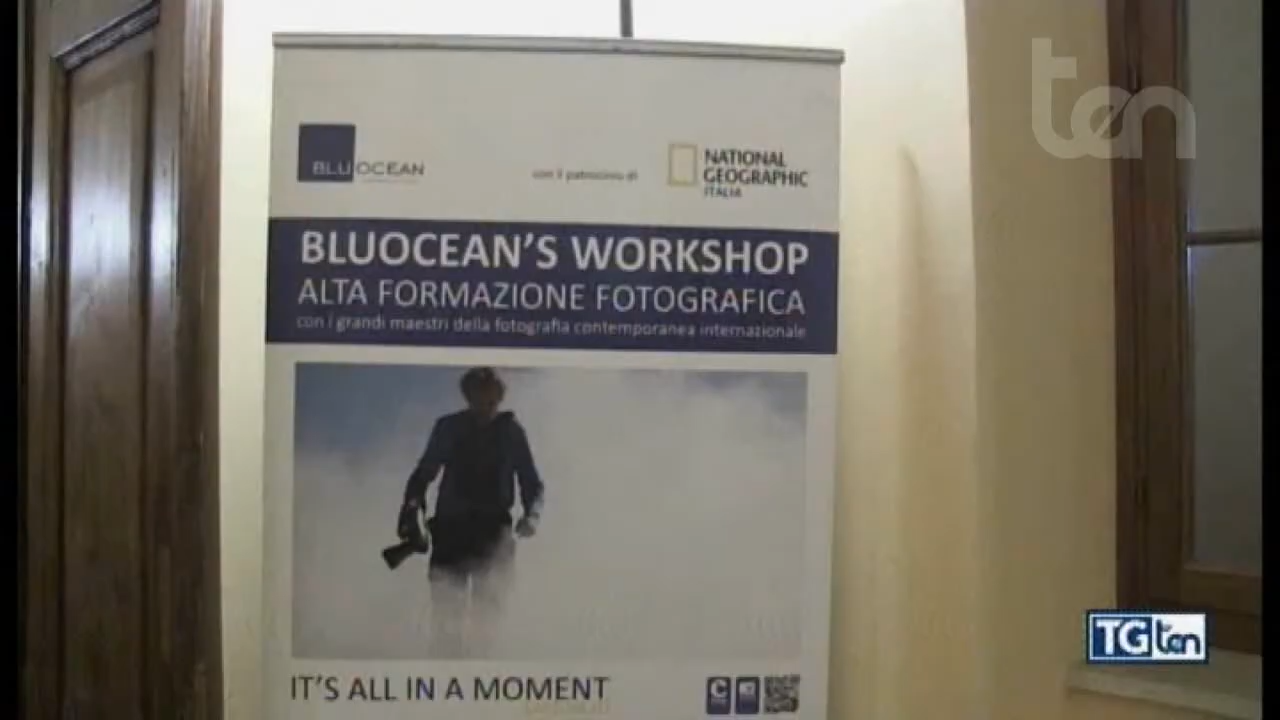 ten
BLUOCEAN
con il patrocinio di
NATIONAL
GEOGRAPHIC
ITALIA
BLUOCEAN'S WORKSHOP
ALTA FORMAZIONE FOTOGRAFICA
con i grandi maestri della fotografia contemporanea internazionale
IT'S ALL IN A MOMENT
TG ten